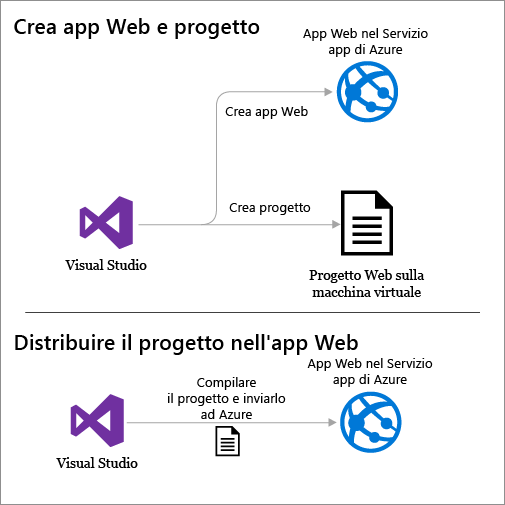 Crea app Web e progetto
App Web nel Servizio
app di Azure
Crea app Web
Crea progetto
Visual Studio
Progetto Web sulla
macchina virtuale
Distribuire il progetto nell'app Web
App Web nel Servizio
app di Azure
Compilare
il progetto e inviarlo
ad Azure
Visual Studio